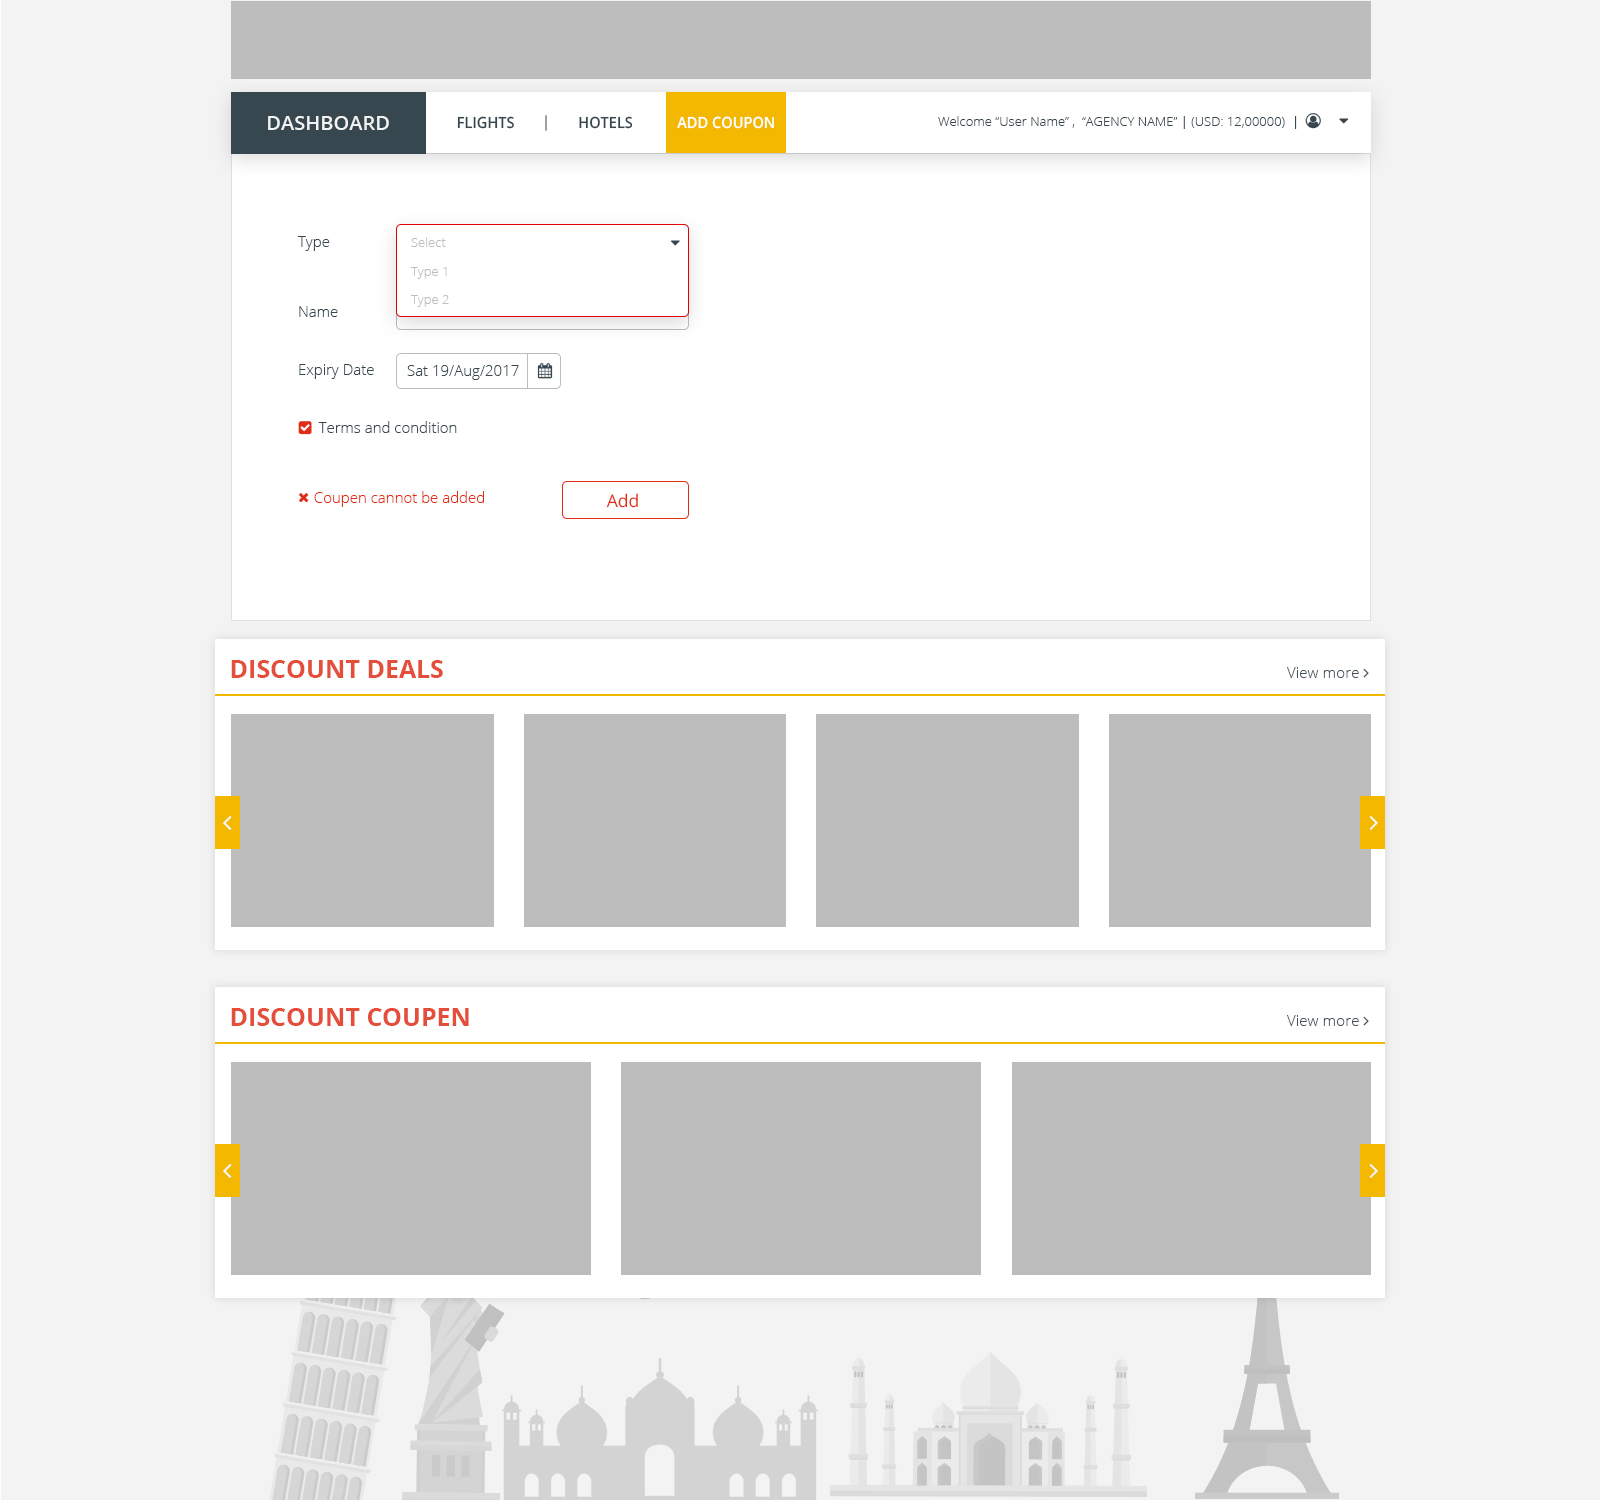 DASHBOARD FLIGHTS | HOTELS ADD COUPON Welcome “User Name” , “AGENCY NAME” | (USD: 12,00000) |
Type Select
Type 1
Type 2
Name
Expiry Date Sat 19/Aug/2017
Terms and condition
Coupen cannot be added Add
DISCOUNT DEALS View more
DISCOUNT COUPEN View more